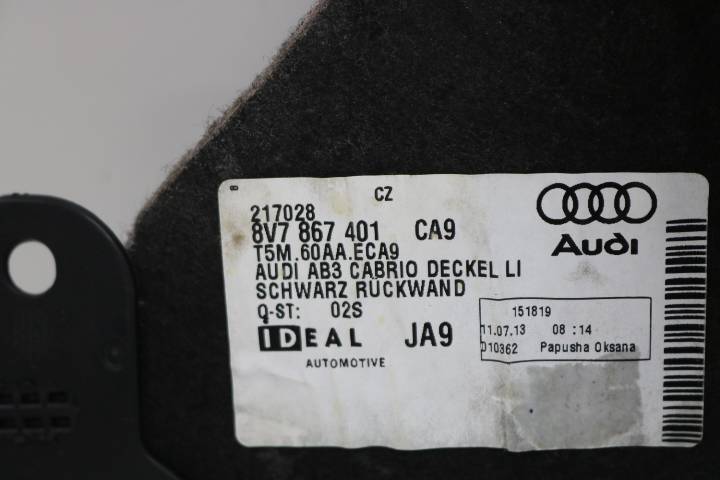 CZ
217028
8V7 867 401 CA9
T5M.60AA.ECA9
AUDI AB3 CABRIO DECKEL LI
SCHWARZ RÜCKWAND
Q-ST: 02S
IDEAL JA9
AUTOMOTIVE
Audi
151819
11.07.13 08:14
010362 Papusha Oksana